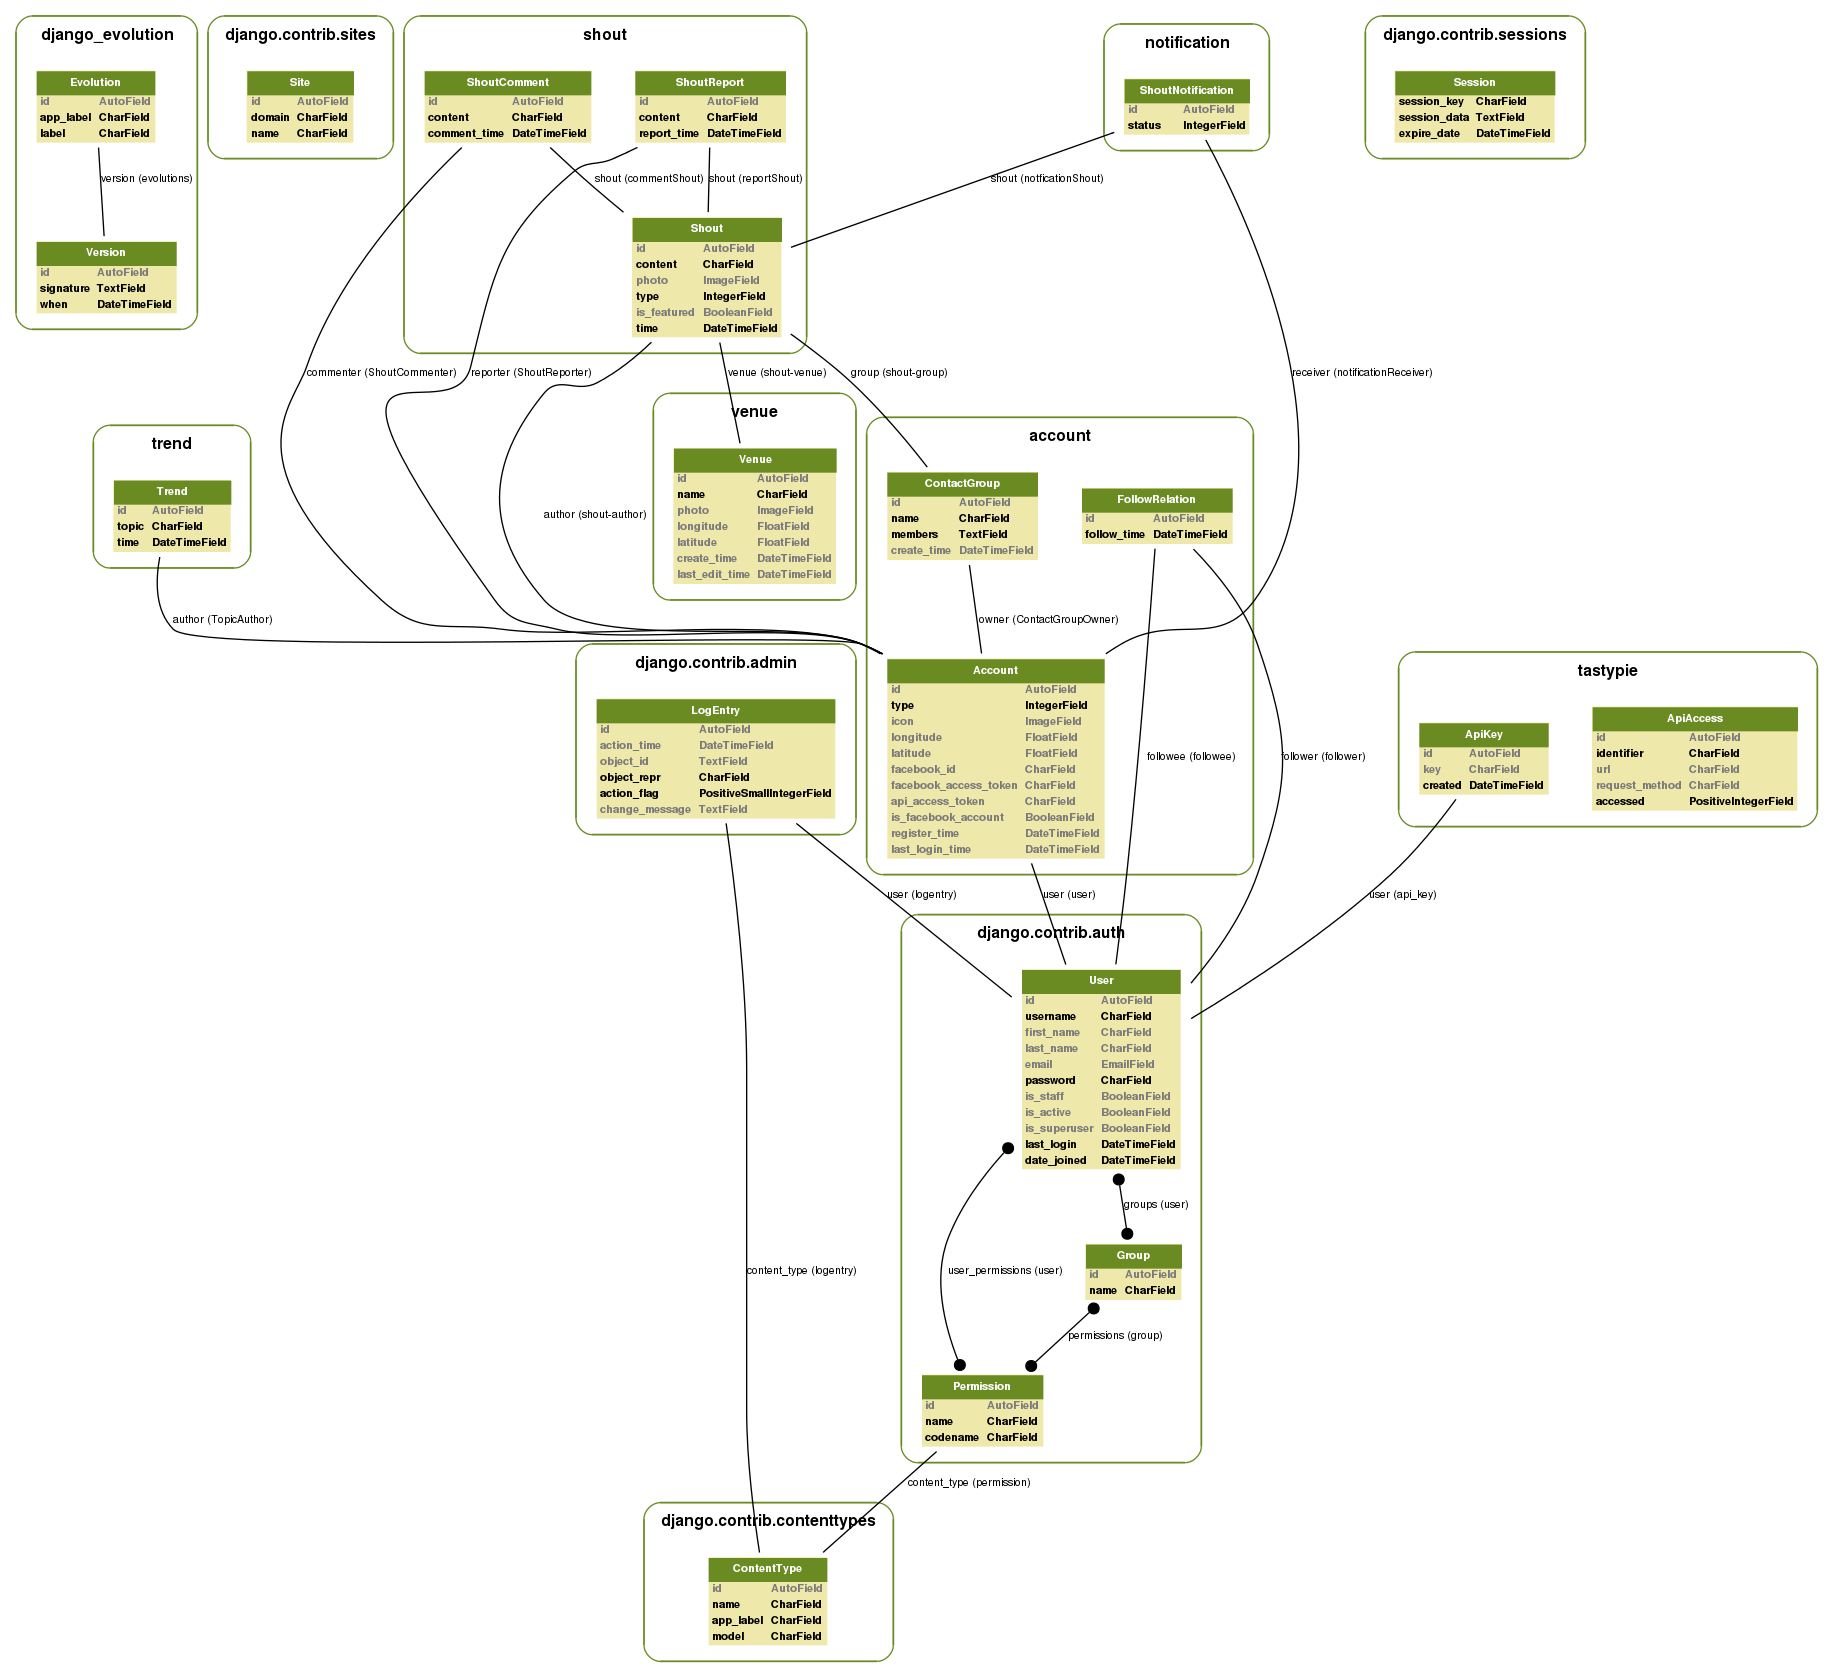 django_evolution
Evolution
id AutoField
app_label CharField
label CharField
version (evolutions)
Version
id AutoField
signature TextField
when DateTimeField
django.contrib.sites
Site
id AutoField
domain CharField
name CharField
shout
ShoutComment
id AutoField
content CharField
comment_time DateTimeField
ShoutReport
id AutoField
content CharField
report_time DateTimeField
shout (commentShout)
shout (reportShout)
Shout
id AutoField
content CharField
photo ImageField
type IntegerField
is_featured BooleanField
time DateTimeField
notification
ShoutNotification
id AutoField
status IntegerField
shout (notficationShout)
django.contrib.sessions
Session
session_key CharField
session_data TextField
expire_date DateTimeField
commenter (ShoutCommenter)
reporter (ShoutReporter)
venue (shout-venue)
group (shout-group)
receiver (notificationReceiver)
trend
Trend
id AutoField
topic CharField
time DateTimeField
author (TopicAuthor)
author (shout-author)
venue
Venue
id AutoField
name CharField
photo ImageField
longitude FloatField
latitude FloatField
create_time DateTimeField
last_edit_time DateTimeField
account
ContactGroup
id AutoField
name CharField
members TextField
create_time DateTimeField
FollowRelation
id AutoField
follow_time DateTimeField
owner (ContactGroupOwner)
Account
id AutoField
type IntegerField
icon ImageField
longitude FloatField
latitude FloatField
facebook_id CharField
facebook_access_token CharField
api_access_token CharField
is_facebook_account BooleanField
register_time DateTimeField
last_login_time DateTimeField
followee (followee)
follower (follower)
django.contrib.admin
LogEntry
id AutoField
action_time DateTimeField
object_id TextField
object_repr CharField
action_flag PositiveSmallIntegerField
change_message TextField
tastypie
ApiKey
id AutoField
key CharField
created DateTimeField
ApiAccess
id AutoField
identifier CharField
url CharField
request_method CharField
accessed PositiveIntegerField
user (logentry)
user (user)
user (api_key)
django.contrib.auth
User
id AutoField
username CharField
first_name CharField
last_name CharField
email EmailField
password CharField
is_staff BooleanField
is_active BooleanField
is_superuser BooleanField
last_login DateTimeField
date_joined DateTimeField
groups (user)
user_permissions (user)
Group
id AutoField
name CharField
permissions (group)
Permission
id AutoField
name CharField
codename CharField
content_type (logentry)
content_type (permission)
django.contrib.contenttypes
ContentType
id AutoField
name CharField
app_label CharField
model CharField